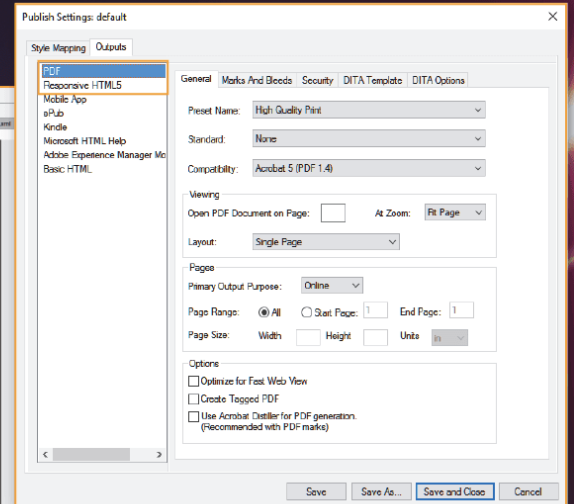 Publish Settings: default
Style Mapping Outputs
PDF
Responsive HTML5
Mobile App
ePub
Kindle
Microsoft HTML Help
Adobe Experience Manager Mo
Basic HTML
General Marks And Bleeds Security DITA Template DITA Options
Preset Name: High Quality Print
Standard: None
Compatibility: Acrobat 5 (PDF 1.4)
Viewing
Open PDF Document on Page: At Zoom: Fit Page
Layout: Single Page
Pages
Primary Output Purpose: Online
Page Range: All Start Page: 1 End Page: 1
Page Size: Width Height Units in
Options
Optimize for Fast Web View
Create Tagged PDF
Use Acrobat Distiller for PDF generation.
(Recommended with PDF marks)
Save Save As... Save and Close Cancel